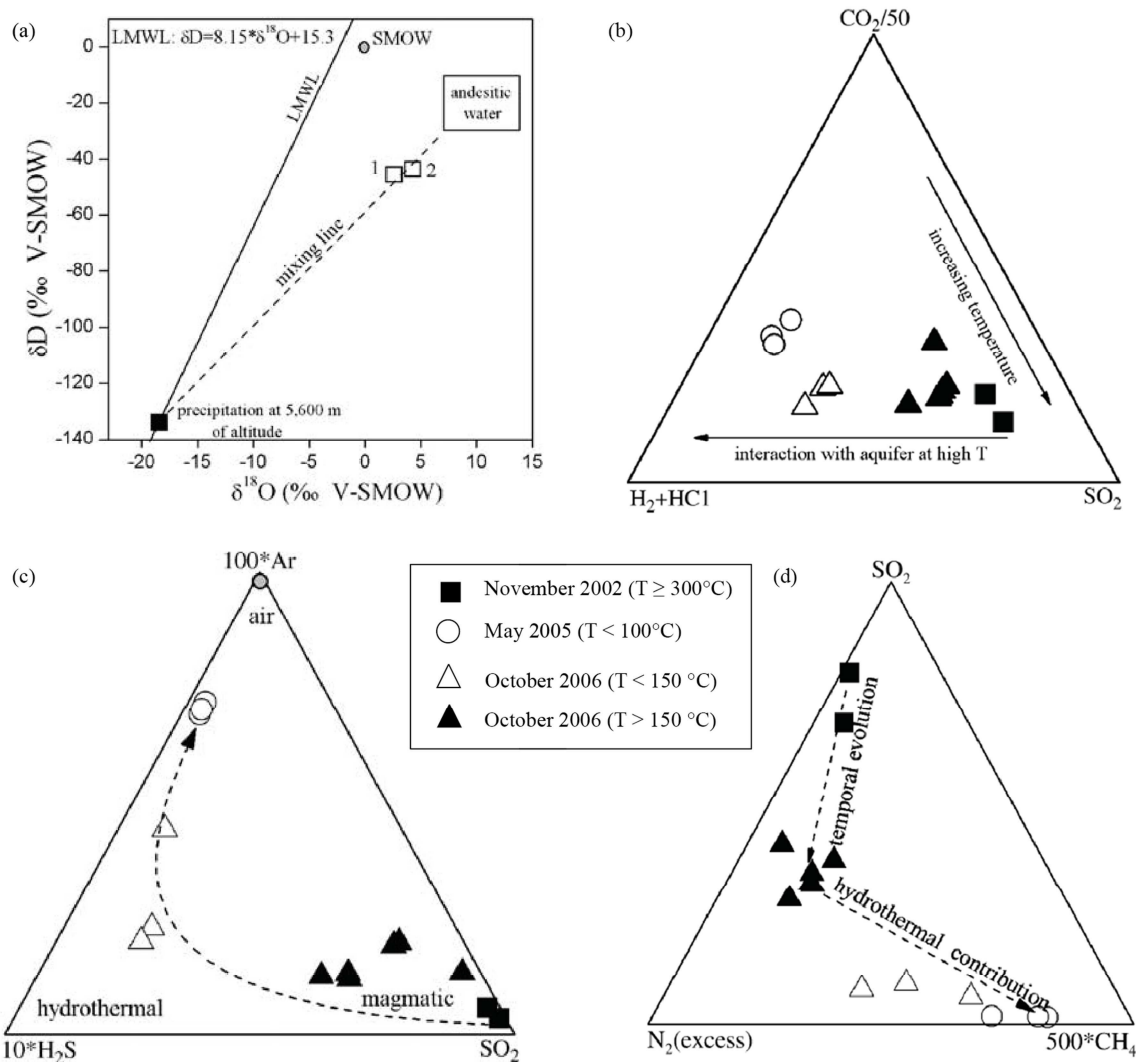 (a)
LMWL: δD=8.15*δ¹⁸O+15.3
SMOW
LMWL
andesitic
water
1
2
mixing line
precipitation at 5,600 m
of altitude
0
-20
-40
-60
-80
-100
-120
-140
δD (‰ V-SMOW)
-20 -15 -10 -5 0 5 10 15
δ¹⁸O (‰ V-SMOW)
(b)
CO₂/50
increasing temperature
interaction with aquifer at high T
H₂+HCl
SO₂
(c)
100*Ar
air
hydrothermal
magmatic
10*H₂S
SO₂
November 2002 (T ≥ 300°C)
May 2005 (T < 100°C)
October 2006 (T < 150 °C)
October 2006 (T > 150 °C)
(d)
SO₂
temporal evolution
hydrothermal contribution
N₂(excess)
500*CH₄